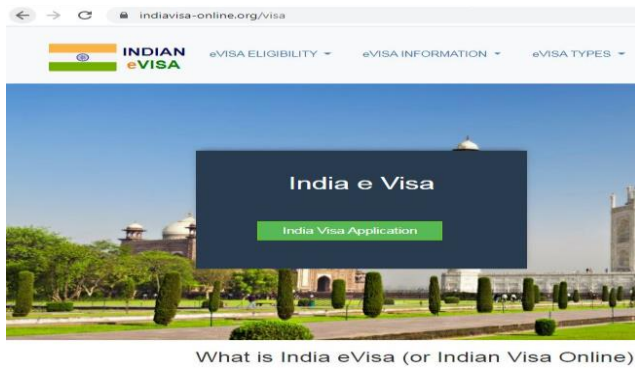 indiavisa-online.org/visa
INDIAN
eVISA
eVISA ELIGIBILITY
eVISA INFORMATION
eVISA TYPES
India e Visa
India Visa Application
What is India eVisa (or Indian Visa Online)